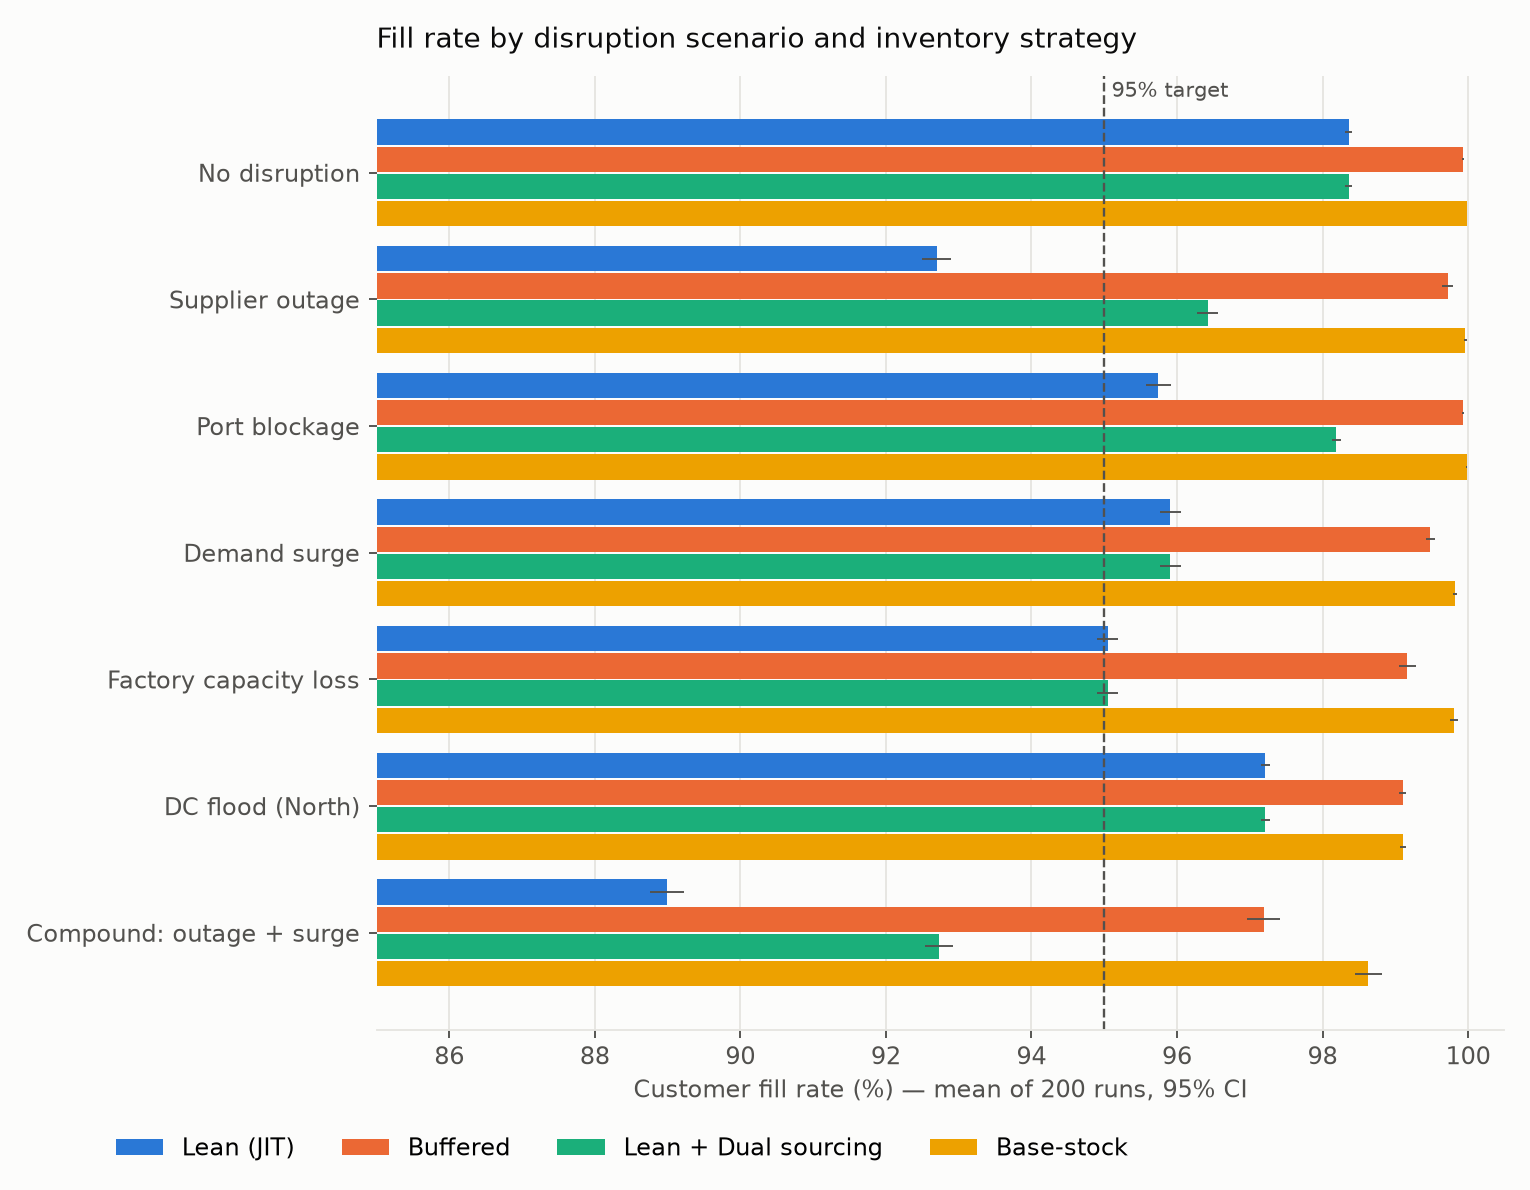 Fill rate by disruption scenario and inventory strategy
95% target
No disruption
Supplier outage
Port blockage
Demand surge
Factory capacity loss
DC flood (North)
Compound: outage + surge
86 88 90 92 94 96 98 100
Customer fill rate (%) — mean of 200 runs, 95% CI
Lean (JIT) Buffered Lean + Dual sourcing Base-stock